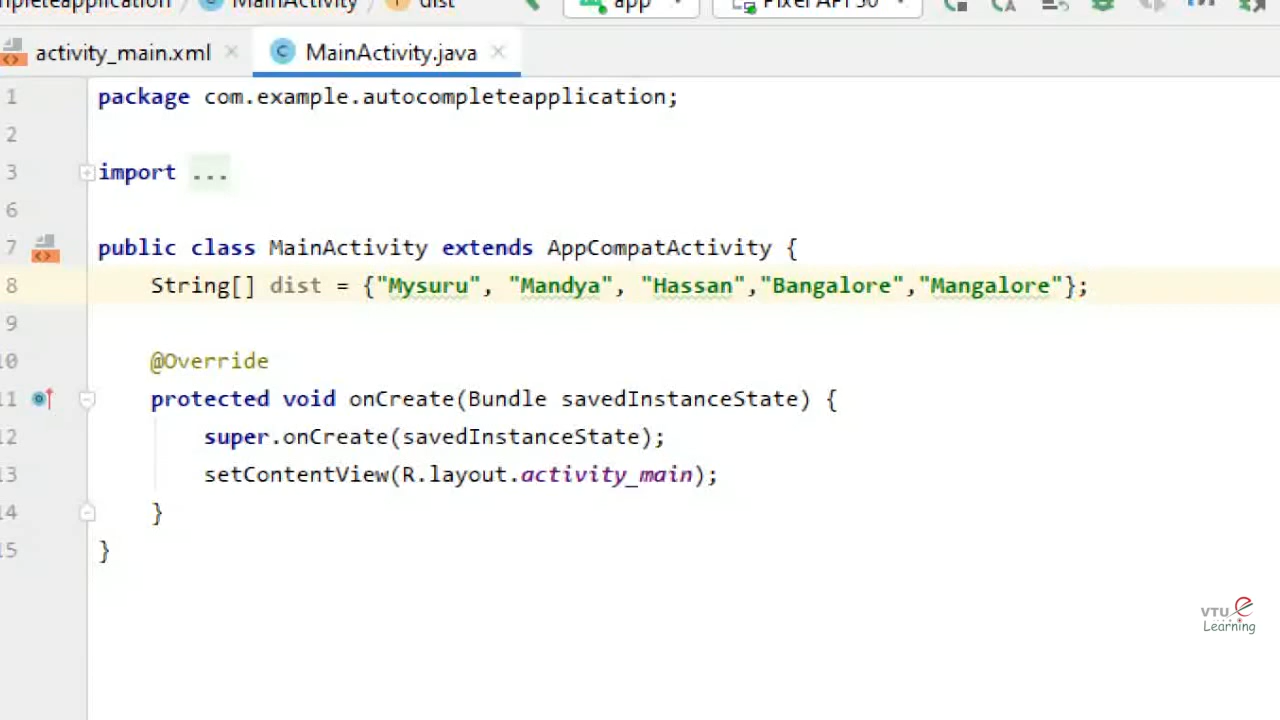 MainActivity dist app
activity_main.xml MainActivity.java
1 package com.example.autocompleteapplication;
2
3 import ...
6
7 public class MainActivity extends AppCompatActivity {
8 String[] dist = {"Mysuru", "Mandya", "Hassan","Bangalore","Mangalore"};
9
10 @Override
11 protected void onCreate(Bundle savedInstanceState) {
12 super.onCreate(savedInstanceState);
13 setContentView(R.layout.activity_main);
14 }
15 }
VTU e
Learning